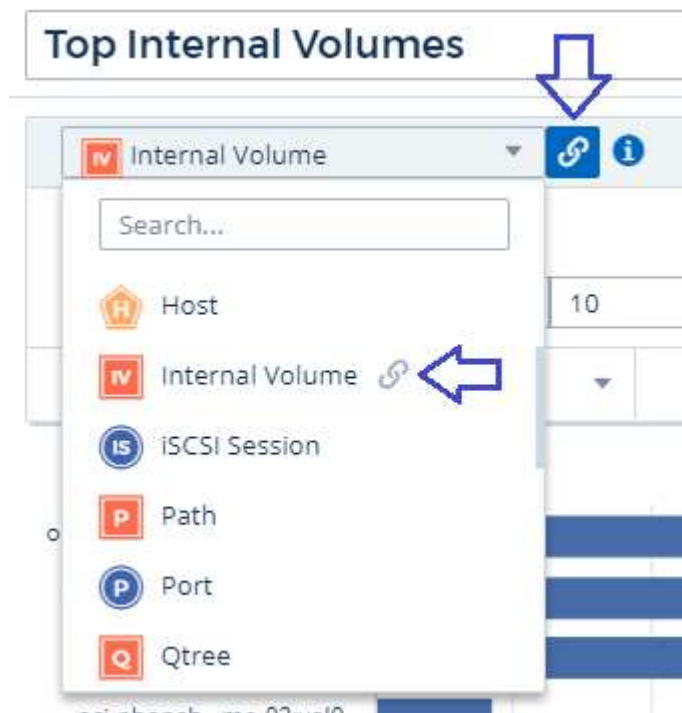 Top Internal Volumes
IV Internal Volume
i
Search...
H Host
10
IV Internal Volume
IS iSCSI Session
P Path
o
P Port
Q Qtree